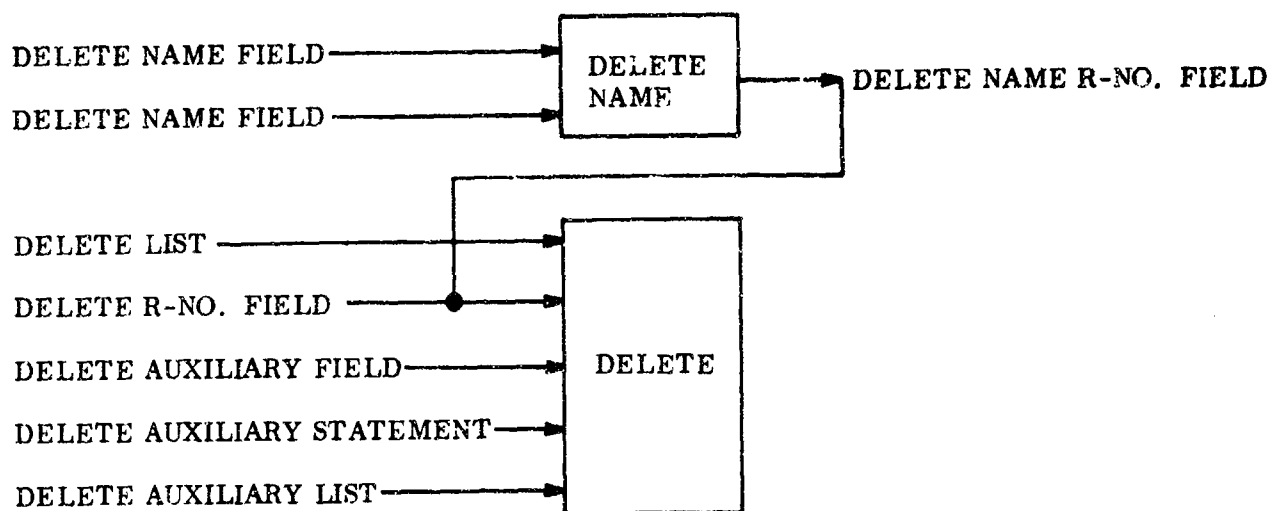 DELETE NAME FIELD
DELETE NAME FIELD
DELETE
NAME
DELETE NAME R-NO. FIELD
DELETE LIST
DELETE R-NO. FIELD
DELETE AUXILIARY FIELD
DELETE AUXILIARY STATEMENT
DELETE AUXILIARY LIST
DELETE